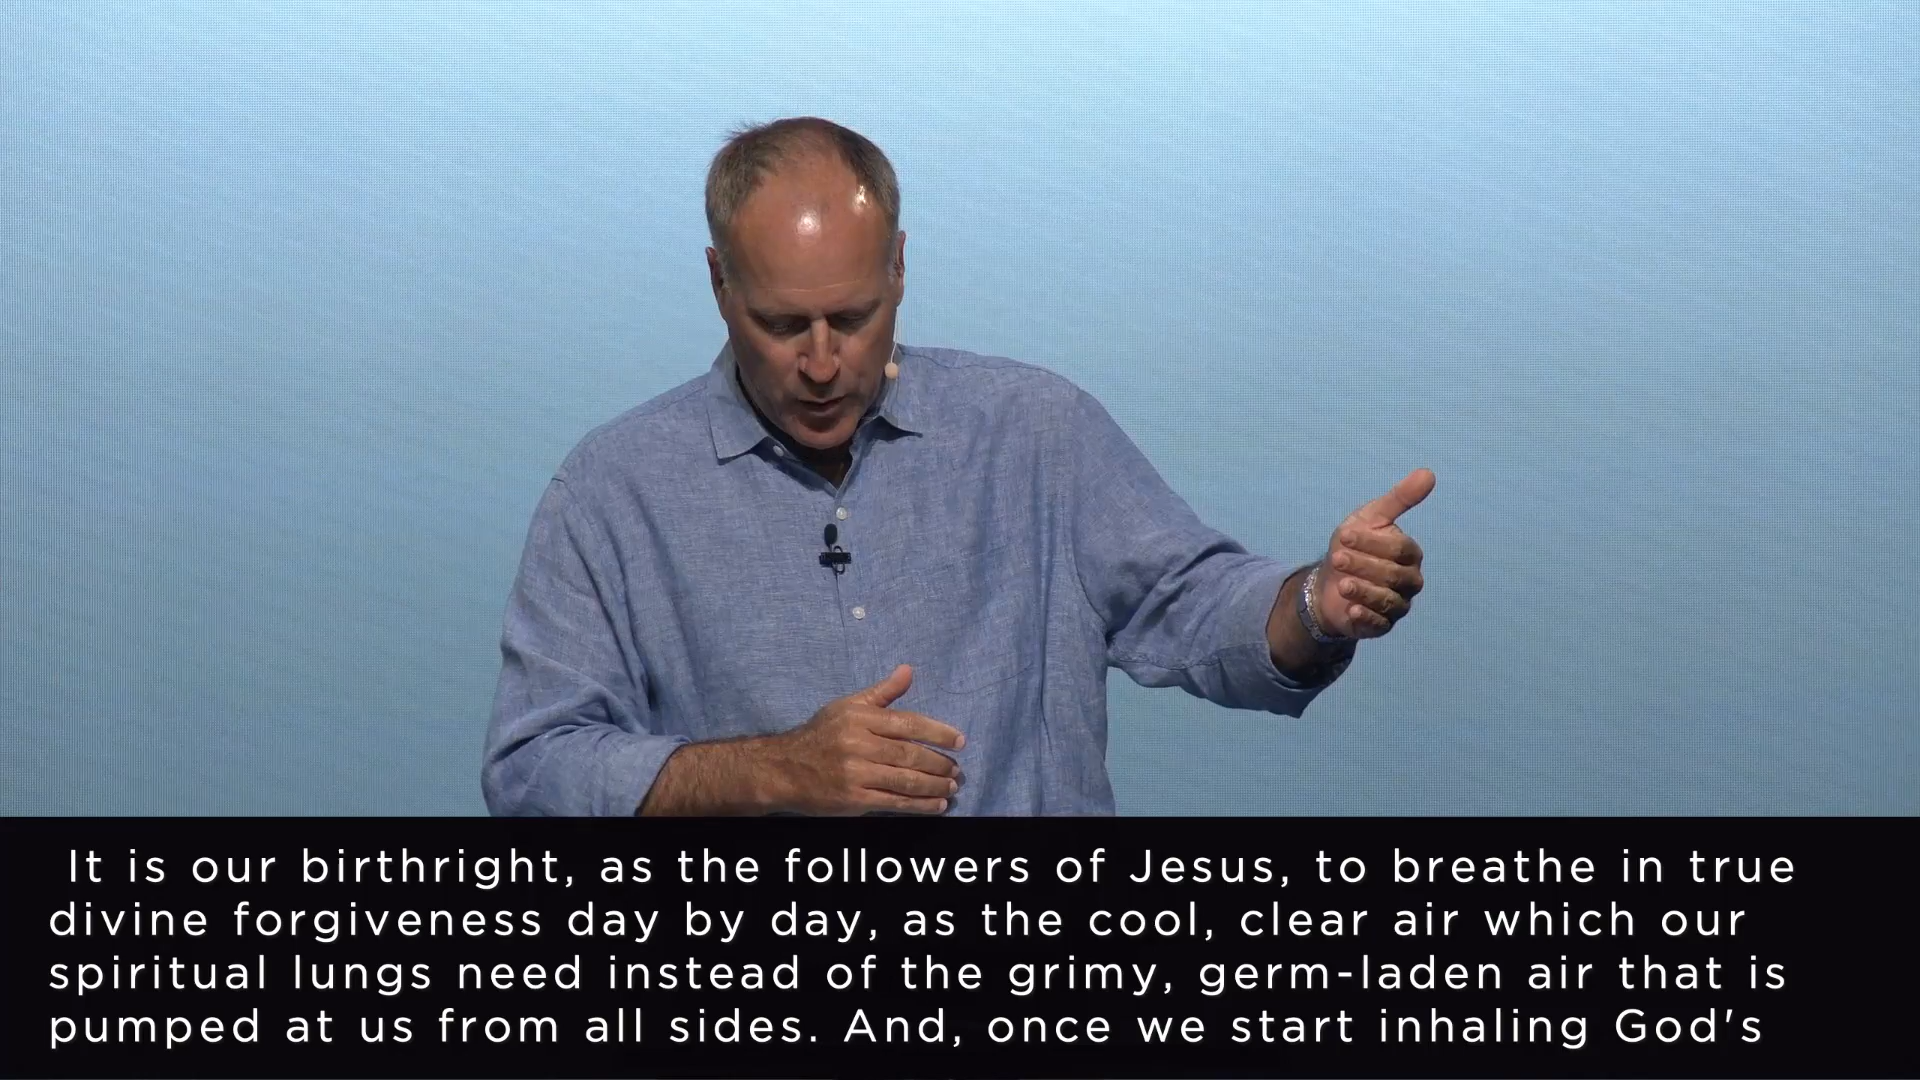 It is our birthright, as the followers of Jesus, to breathe in true
divine forgiveness day by day, as the cool, clear air which our
spiritual lungs need instead of the grimy, germ-laden air that is
pumped at us from all sides. And, once we start inhaling God's